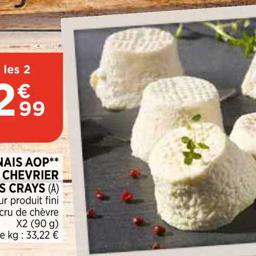 les 2
2€99
NAIS AOP**
CHEVRIER
S CRAYS (A)
ur produit fini
cru de chèvre
X2 (90 g)
e kg : 33,22 €